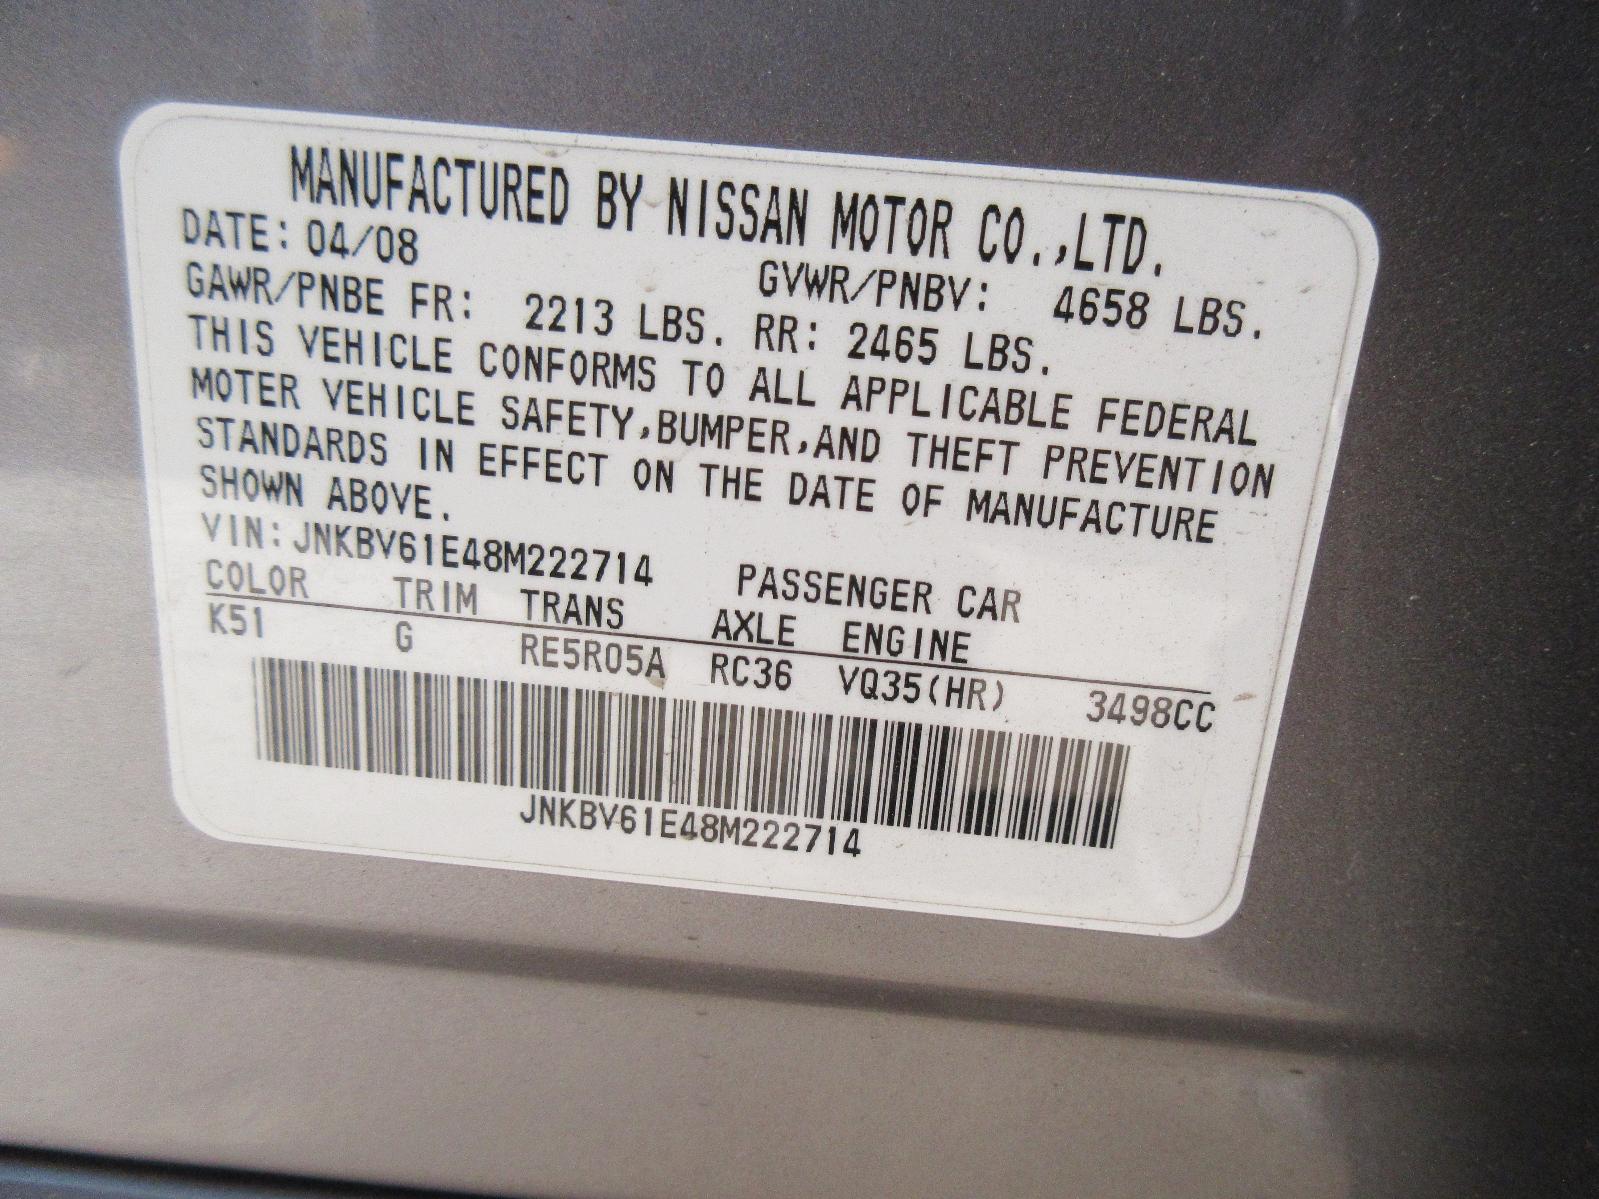 MANUFACTURED BY NISSAN MOTOR CO.,LTD.
DATE: 04/08 GVWR/PNBV: 4658 LBS.
GAWR/PNBE FR: 2213 LBS. RR: 2465 LBS.
THIS VEHICLE CONFORMS TO ALL APPLICABLE FEDERAL
MOTER VEHICLE SAFETY,BUMPER,AND THEFT PREVENTION
STANDARDS IN EFFECT ON THE DATE OF MANUFACTURE
SHOWN ABOVE.
VIN:JNKBV61E48M222714 PASSENGER CAR
COLOR TRIM TRANS AXLE ENGINE
K51 G RE5R05A RC36 VQ35(HR) 3498CC
JNKBV61E48M222714